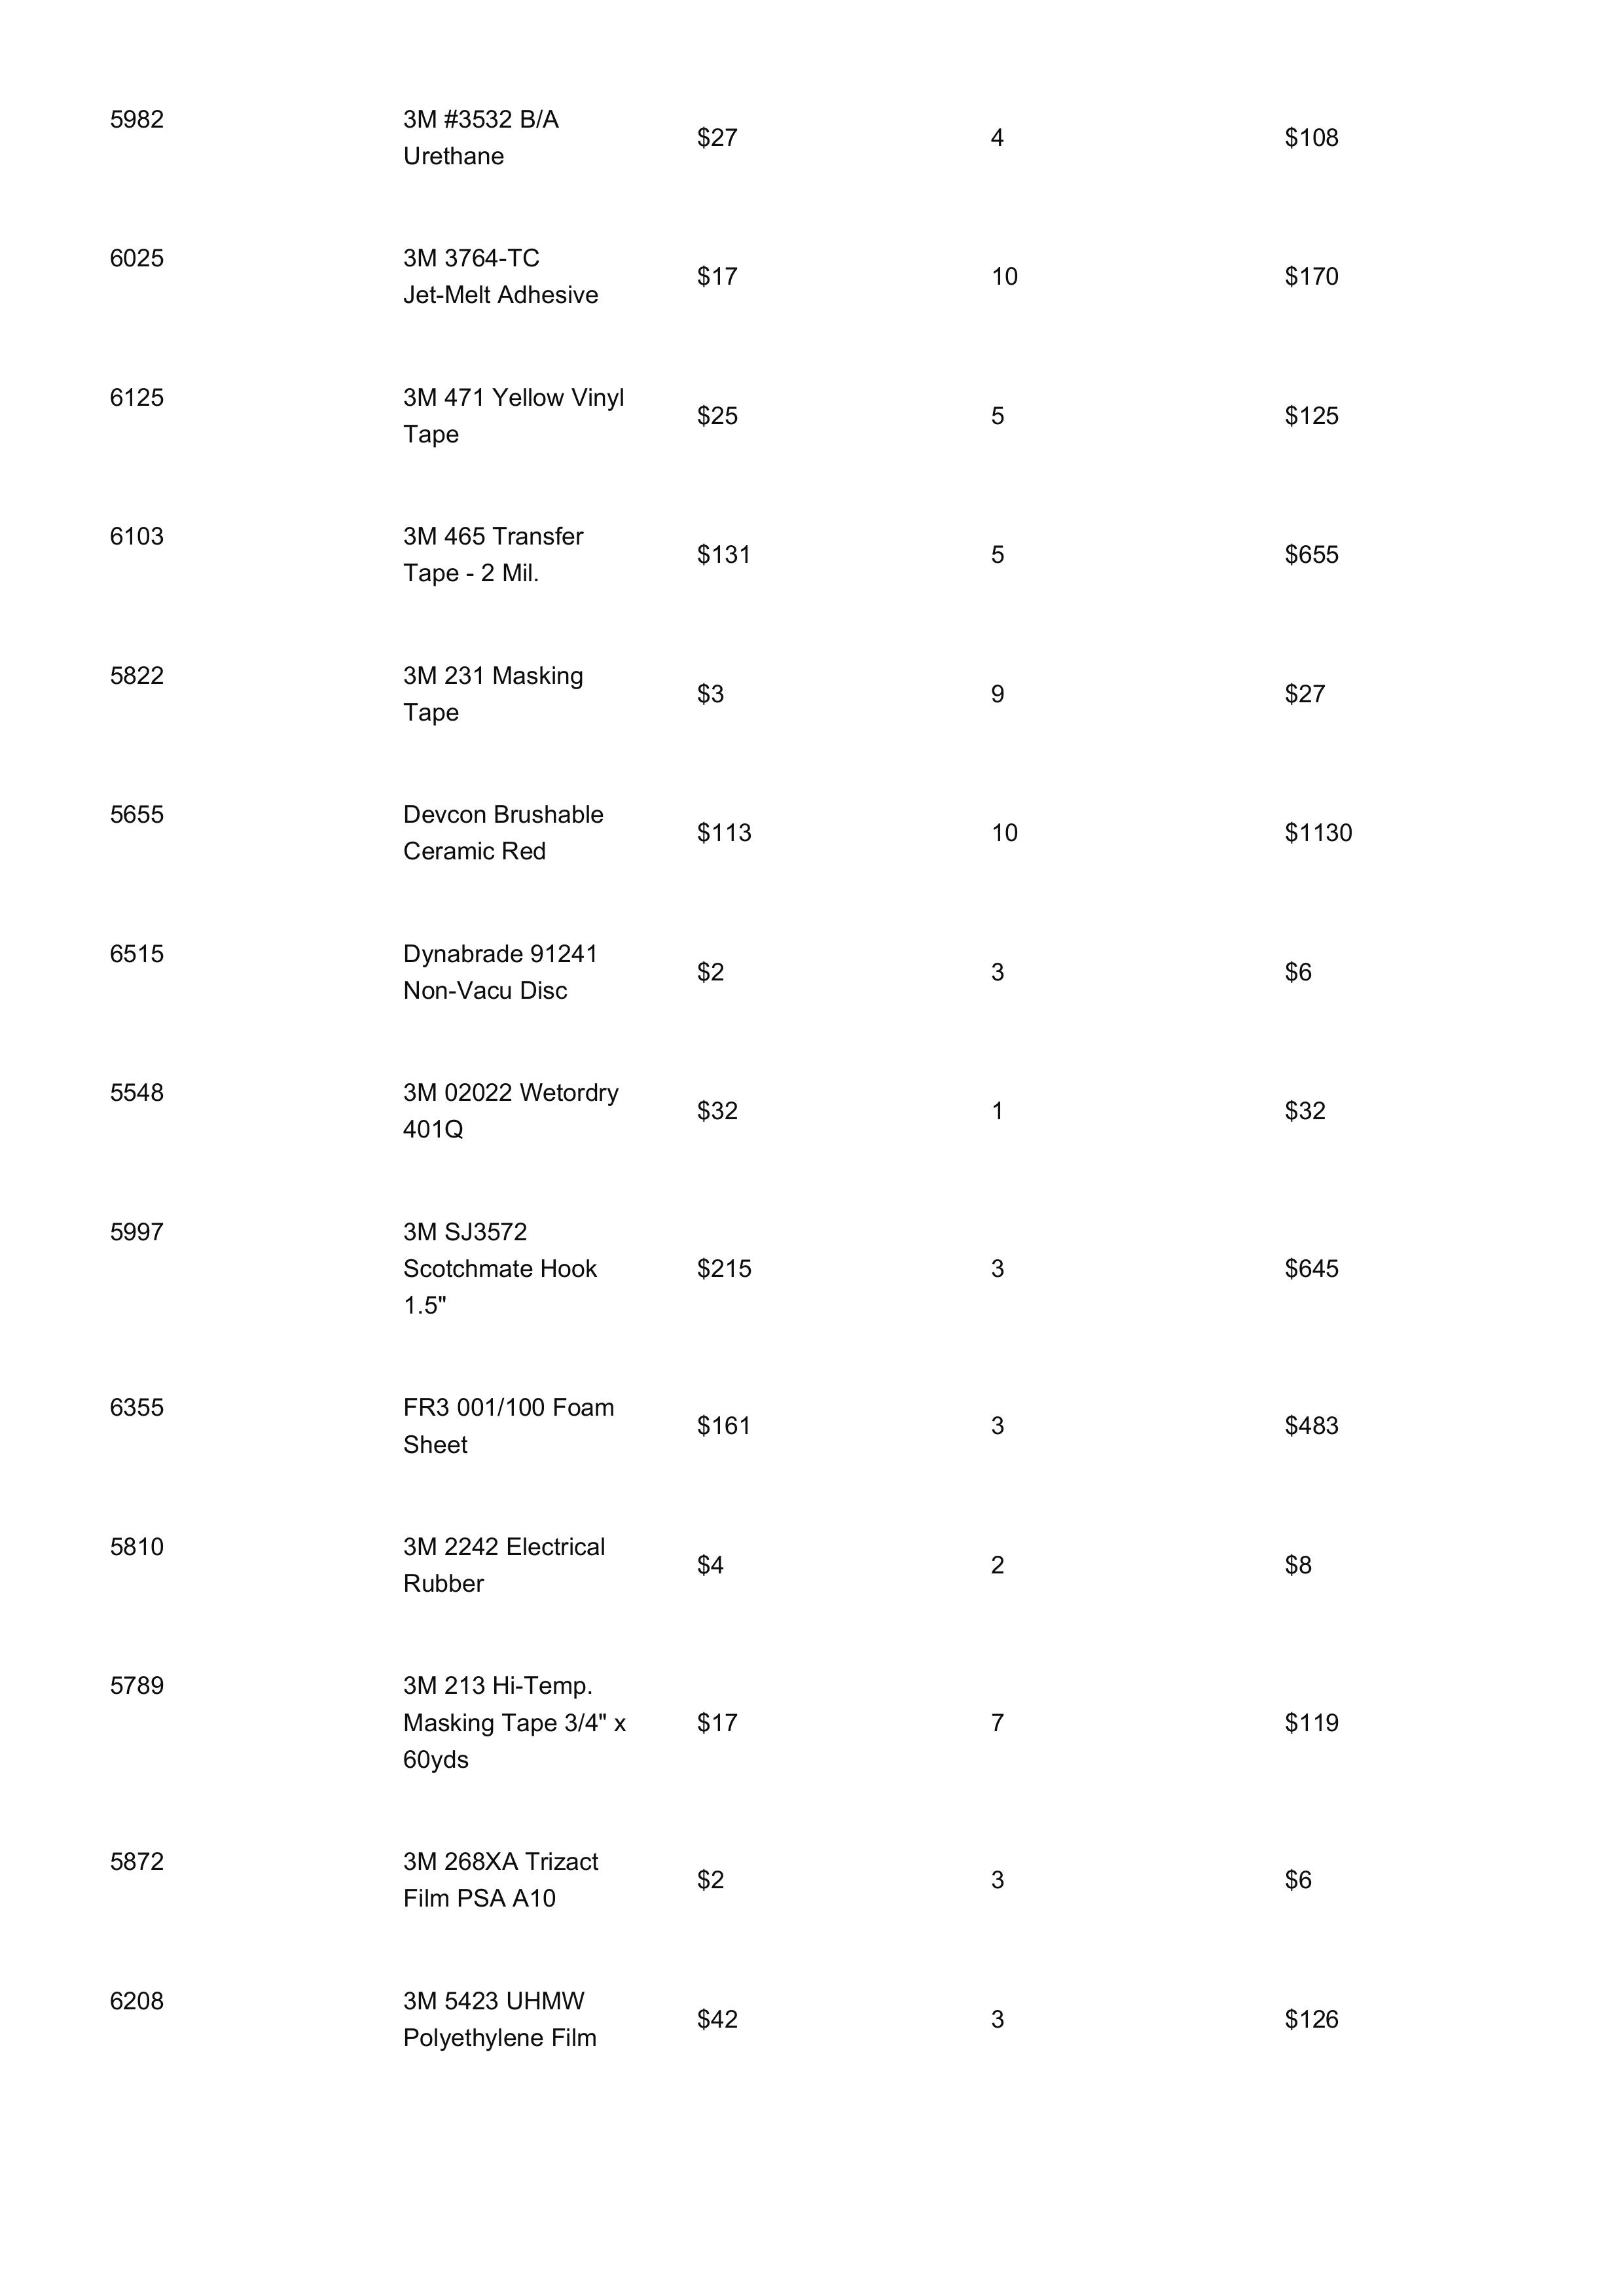 5982 3M #3532 B/A
Urethane $27 4 $108
6025 3M 3764-TC
Jet-Melt Adhesive $17 10 $170
6125 3M 471 Yellow Vinyl
Tape $25 5 $125
6103 3M 465 Transfer
Tape - 2 Mil. $131 5 $655
5822 3M 231 Masking
Tape $3 9 $27
5655 Devcon Brushable
Ceramic Red $113 10 $1130
6515 Dynabrade 91241
Non-Vacu Disc $2 3 $6
5548 3M 02022 Wetordry
401Q $32 1 $32
5997 3M SJ3572
Scotchmate Hook $215 3 $645
1.5"
6355 FR3 001/100 Foam
Sheet $161 3 $483
5810 3M 2242 Electrical
Rubber $4 2 $8
5789 3M 213 Hi-Temp.
Masking Tape 3/4" x $17 7 $119
60yds
5872 3M 268XA Trizact
Film PSA A10 $2 3 $6
6208 3M 5423 UHMW
Polyethylene Film $42 3 $126